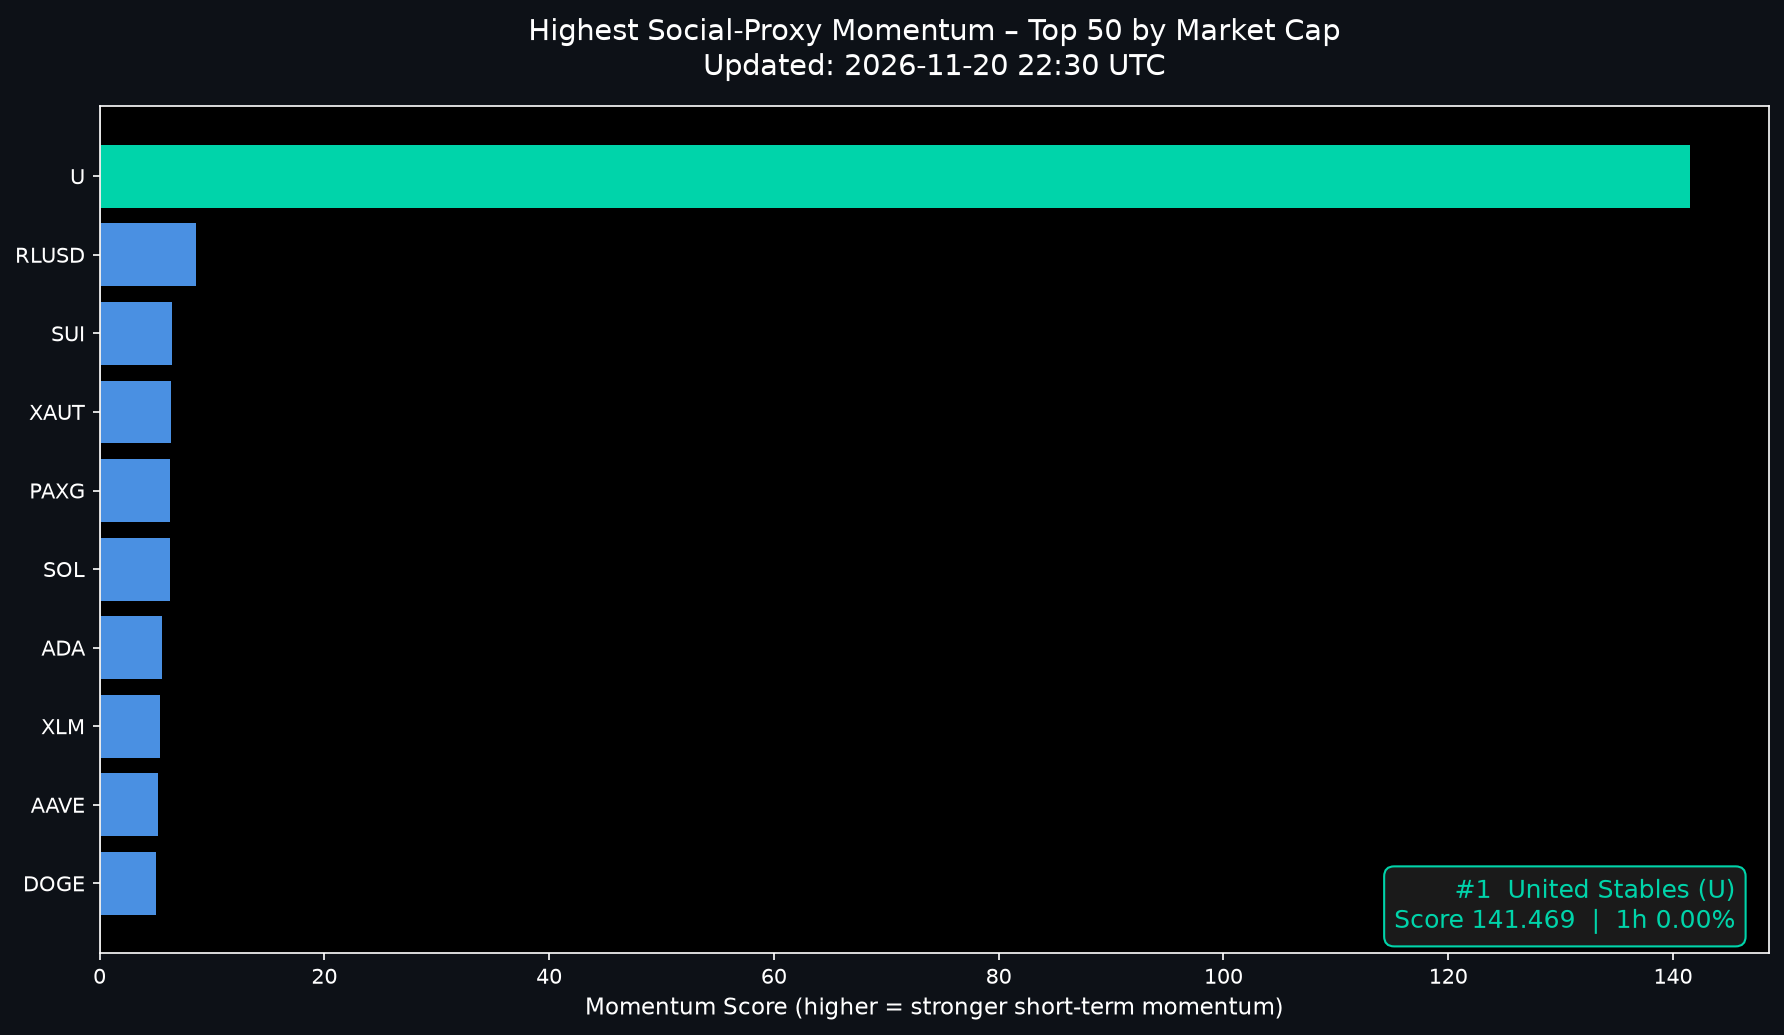 Highest Social-Proxy Momentum – Top 50 by Market Cap
Updated: 2026-11-20 22:30 UTC
U
RLUSD
SUI
XAUT
PAXG
SOL
ADA
XLM
AAVE
DOGE
#1  United Stables (U)
Score 141.469  |  1h 0.00%
0 20 40 60 80 100 120 140
Momentum Score (higher = stronger short-term momentum)